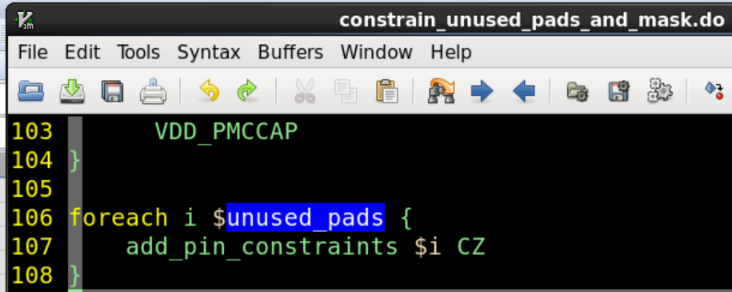 constrain_unused_pads_and_mask.do
File Edit Tools Syntax Buffers Window Help
103 VDD_PMCCAP
104 }
105
106 foreach i $unused_pads {
107 add_pin_constraints $i CZ
108 }